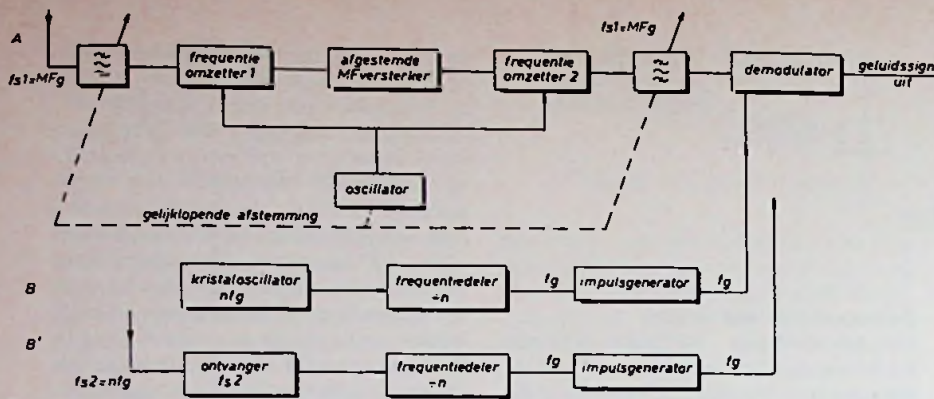 A
fs1=MFg
frequentie
omzetter 1
afgestemde
MFversterker
frequentie
omzetter 2
fs1=MFg
demodulator
geluidssign
uit
oscillator
gelijklopende afstemming
B
kristaloscillator
nfg
frequentiedeler
÷n
fg
impulsgenerator
fg
B'
fs2=nfg
ontvanger
fs2
frequentiedeler
÷n
fg
impulsgenerator
fg